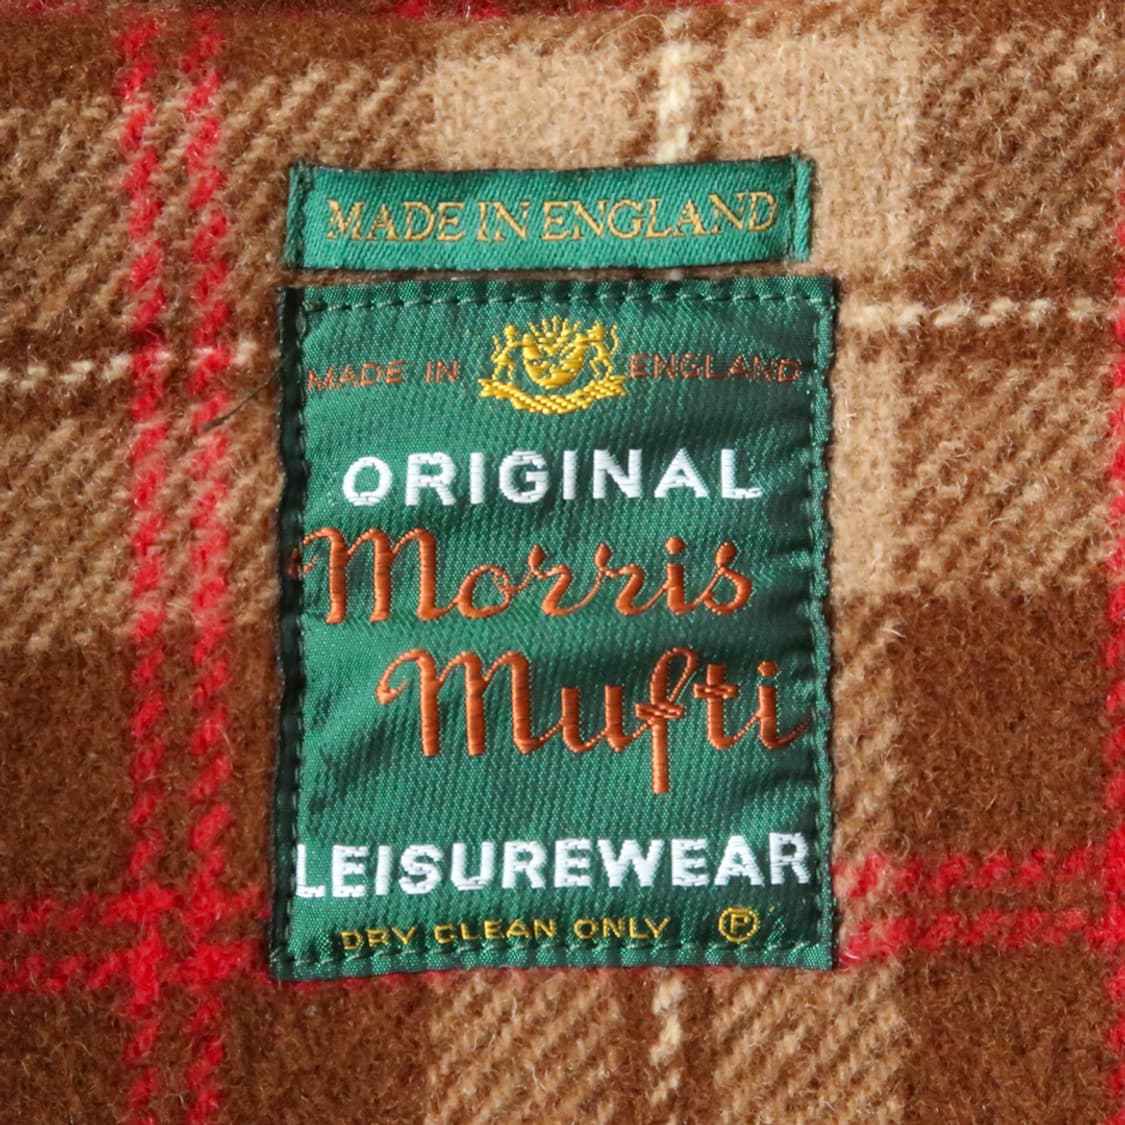 MADE IN ENGLAND
MADE IN ENGLAND
ORIGINAL
Morris
Mufti
LEISUREWEAR
DRY CLEAN ONLY Ⓟ